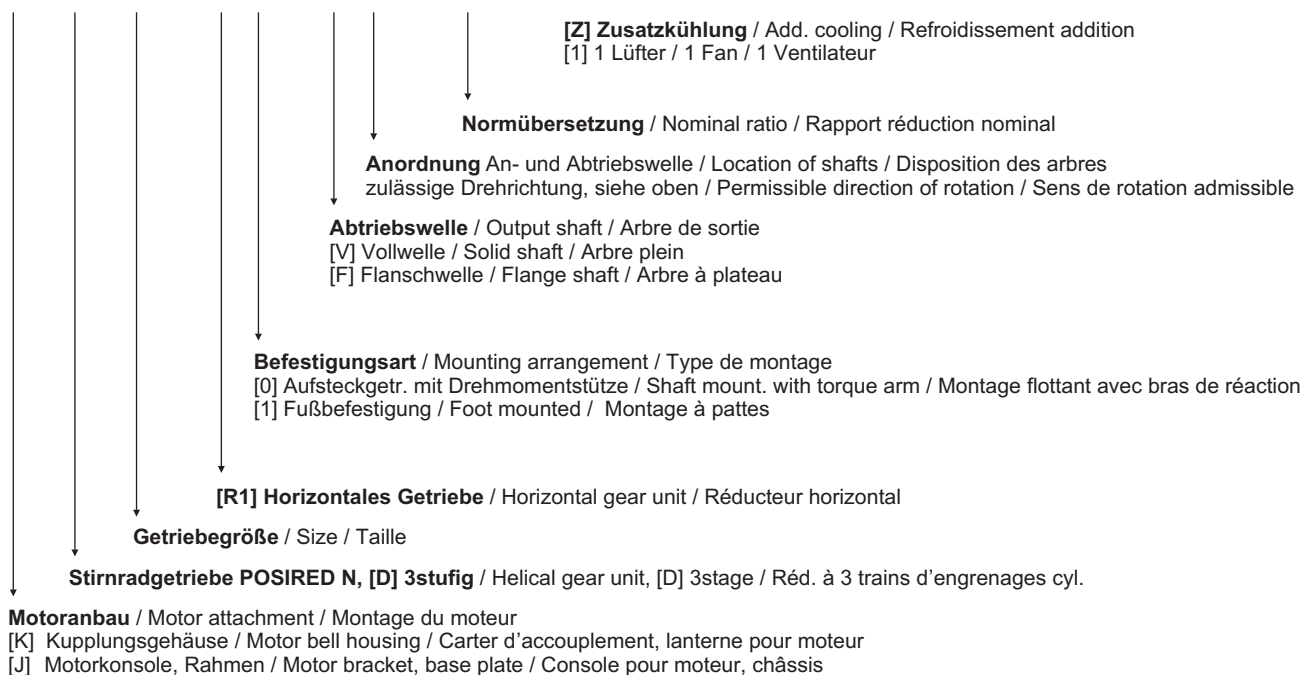 [Z] Zusatzkühlung / Add. cooling / Refroidissement addition
[1] 1 Lüfter / 1 Fan / 1 Ventilateur
Normübersetzung / Nominal ratio / Rapport réduction nominal
Anordnung An- und Abtriebswelle / Location of shafts / Disposition des arbres
zulässige Drehrichtung, siehe oben / Permissible direction of rotation / Sens de rotation admissible
Abtriebswelle / Output shaft / Arbre de sortie
[V] Vollwelle / Solid shaft / Arbre plein
[F] Flanschwelle / Flange shaft / Arbre à plateau
Befestigungsart / Mounting arrangement / Type de montage
[0] Aufsteckgetr. mit Drehmomentstütze / Shaft mount. with torque arm / Montage flottant avec bras de réaction
[1] Fußbefestigung / Foot mounted / Montage à pattes
[R1] Horizontales Getriebe / Horizontal gear unit / Réducteur horizontal
Getriebegröße / Size / Taille
Stirnradgetriebe POSIRED N, [D] 3stufig / Helical gear unit, [D] 3stage / Réd. à 3 trains d'engrenages cyl.
Motoranbau / Motor attachment / Montage du moteur
[K] Kupplungsgehäuse / Motor bell housing / Carter d'accouplement, lanterne pour moteur
[J] Motorkonsole, Rahmen / Motor bracket, base plate / Console pour moteur, châssis